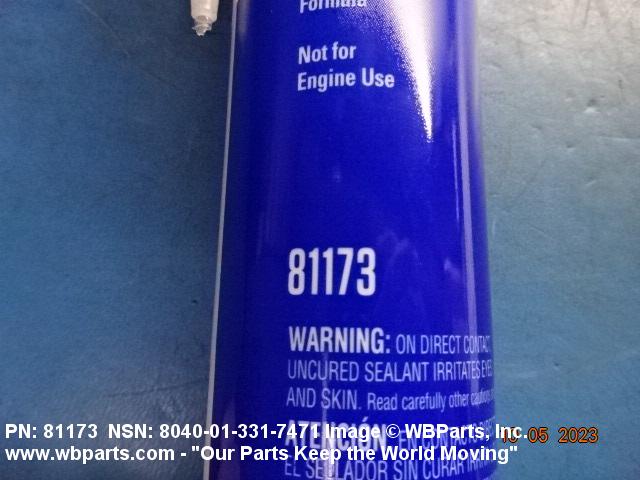 Formula
Not for
Engine Use
81173
WARNING: ON DIRECT CONTACT
UNCURED SEALANT IRRITATES EYES
AND SKIN. Read carefully other
PN: 81173 NSN: 8040-01-331-7471 Image © WBParts, Inc.
05 2023
www.wbparts.com - "Our Parts Keep the World Moving"
EL SELLADOR SIN CURAR